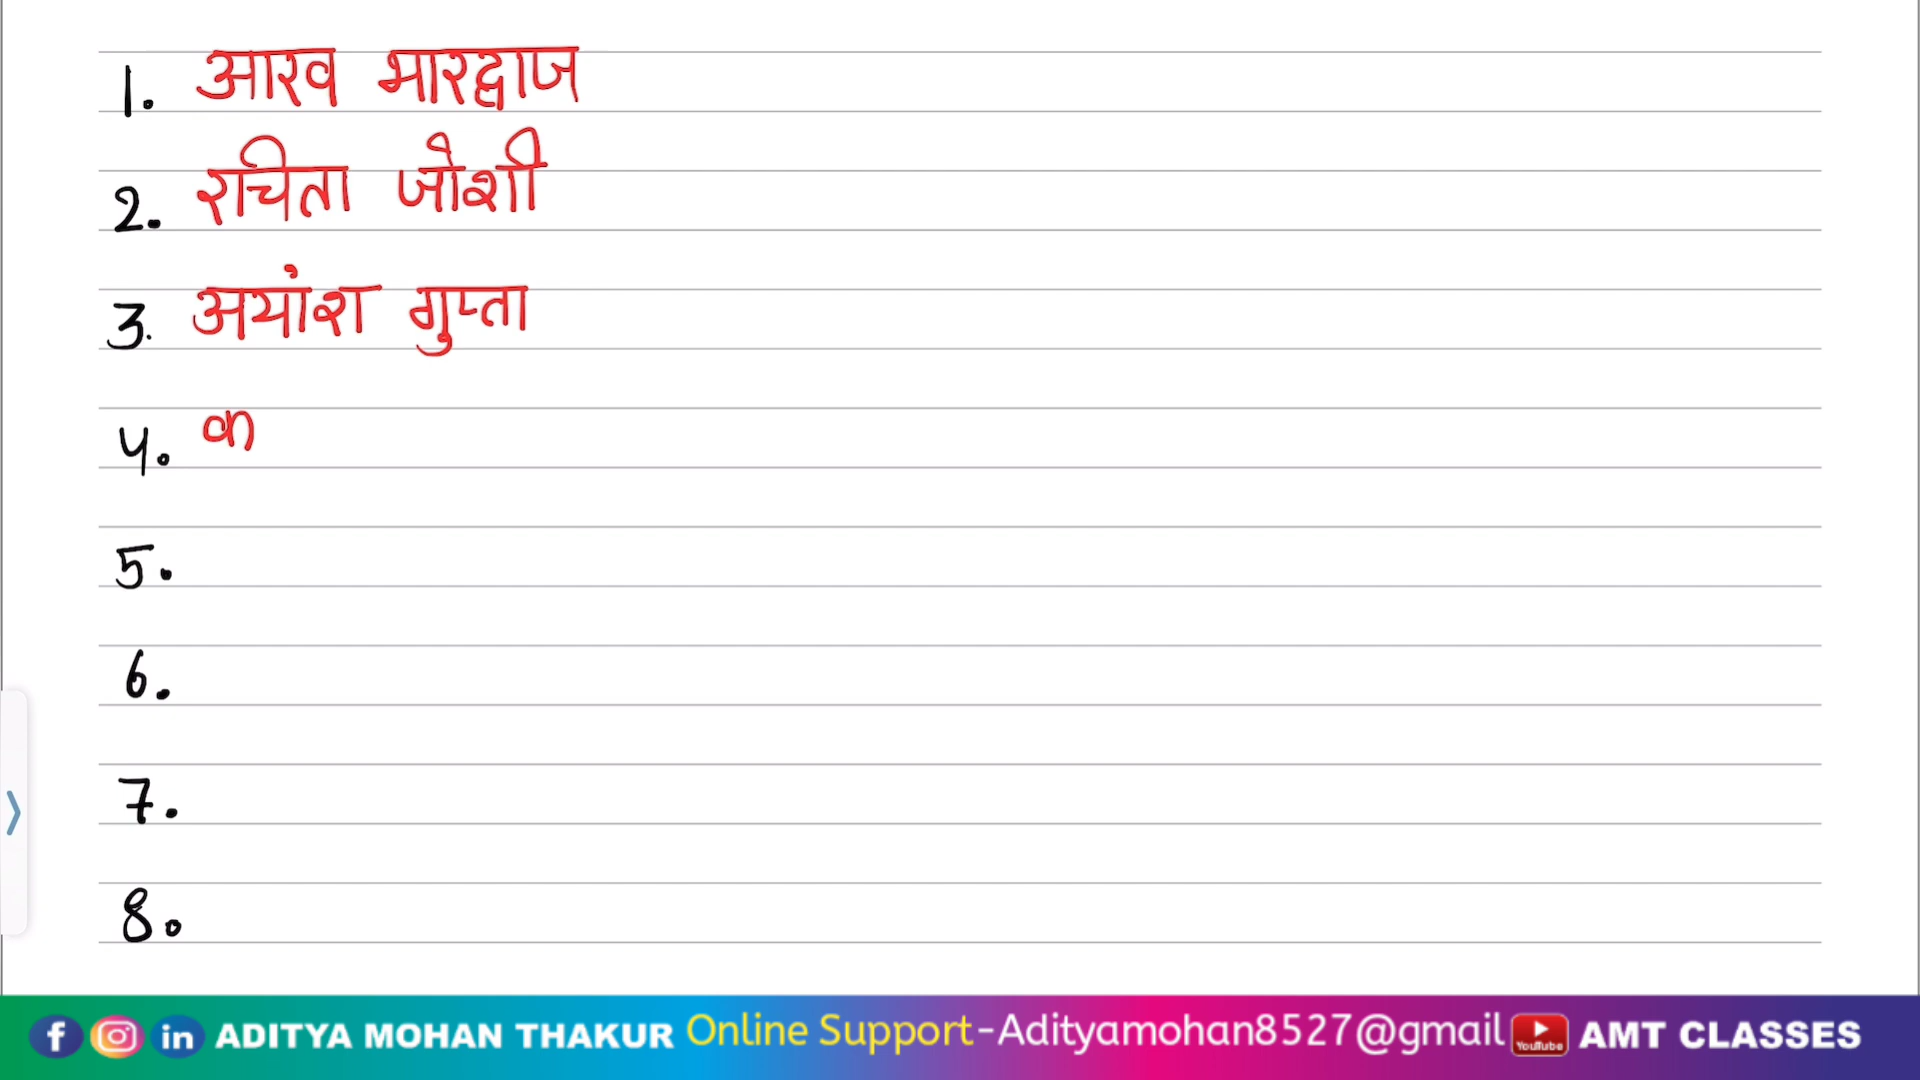 1. आरव भारद्वाज
2. रचिता जोशी
3. अयांश गुप्ता
4. क
5.
6.
7.
8.
ADITYA MOHAN THAKUR Online Support-Adityamohan8527@gmail YouTube AMT CLASSES